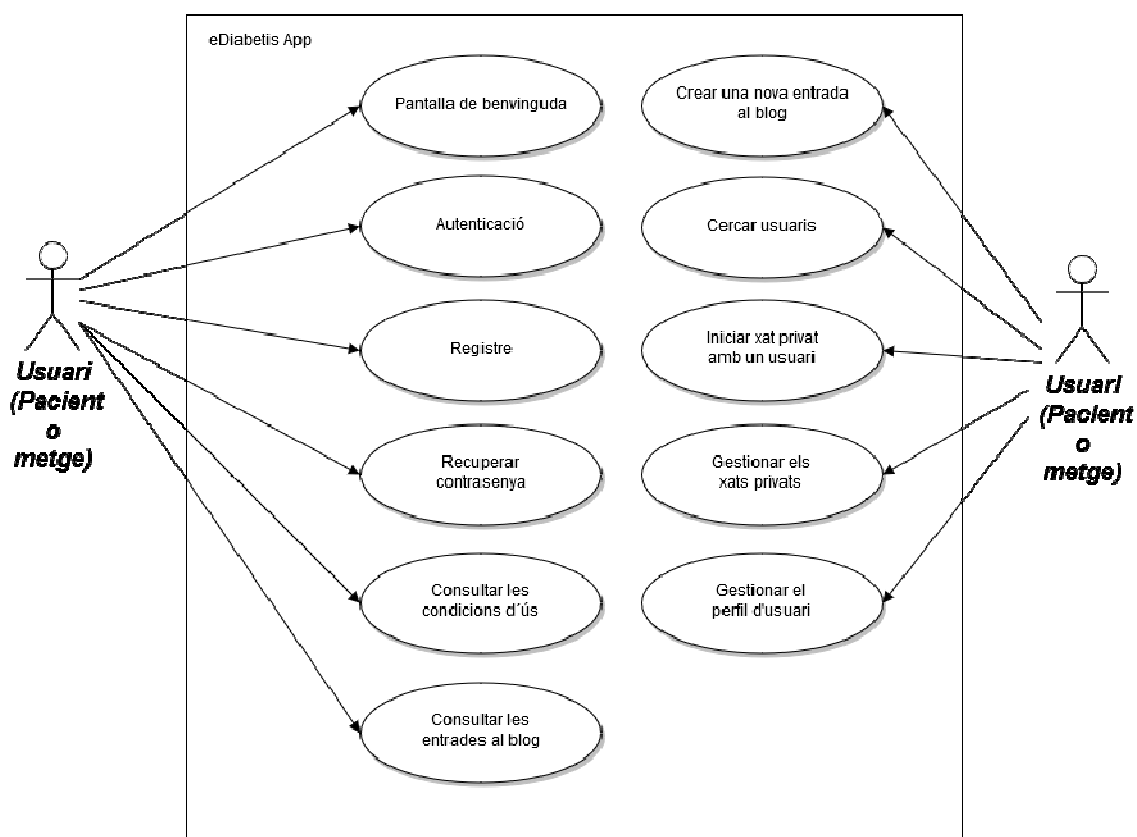 eDiabetis App
Pantalla de benvinguda
Autenticació
Registre
Recuperar
contrasenya
Consultar les
condicions d´ús
Consultar les
entrades al blog
Crear una nova entrada
al blog
Cercar usuaris
Iniciar xat privat
amb un usuari
Gestionar els
xats privats
Gestionar el
perfil d'usuari
Usuari
(Pacient
o
metge)
Usuari
(Pacient
o
metge)